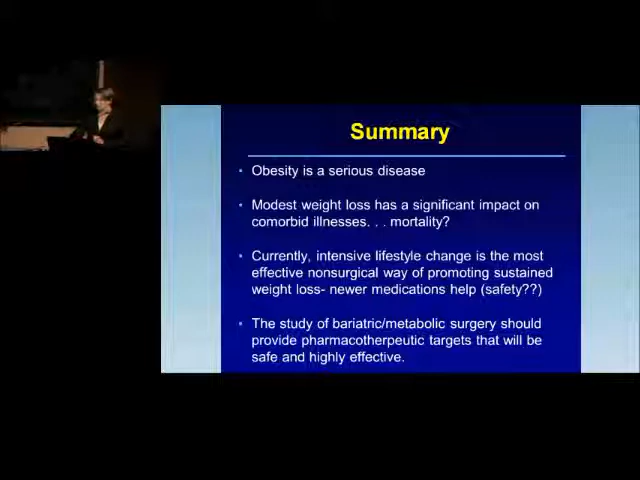 Summary
Obesity is a serious disease
Modest weight loss has a significant impact on
comorbid illnesses. . . mortality?
Currently, intensive lifestyle change is the most
effective nonsurgical way of promoting sustained
weight loss- newer medications help (safety??)
The study of bariatric/metabolic surgery should
provide pharmacotherpeutic targets that will be
safe and highly effective.